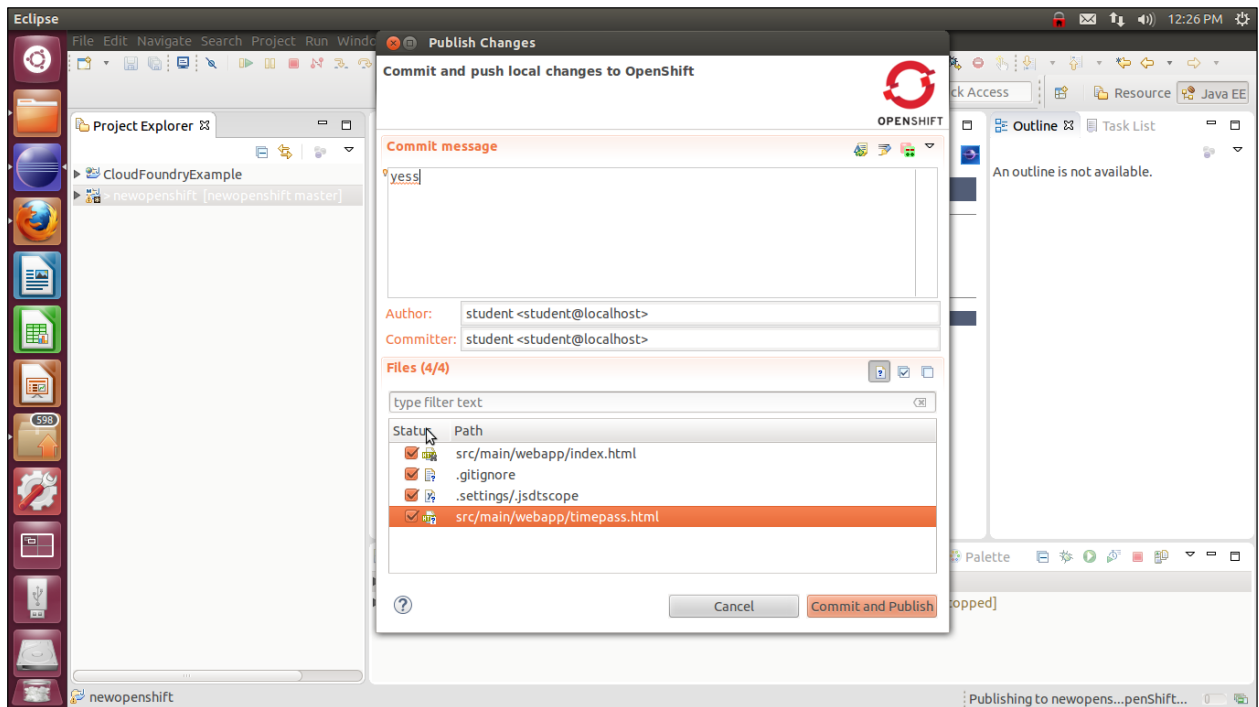 Eclipse
12:26 PM
File Edit Navigate Search Project Run
Publish Changes
Commit and push local changes to OpenShift
OPENSHIFT
Access
Resource
Java EE
Project Explorer
Outline
Task List
Commit message
CloudFoundryExample
> newopenshift [newopenshift master]
yess
An outline is not available.
Author:
student <student@localhost>
Committer:
student <student@localhost>
Files (4/4)
type filter text
Status
Path
src/main/webapp/index.html
.gitignore
.settings/.jsdtscope
src/main/webapp/timepass.html
598
Palette
Cancel
Commit and Publish
newopenshift
Publishing to newopens...penShift...